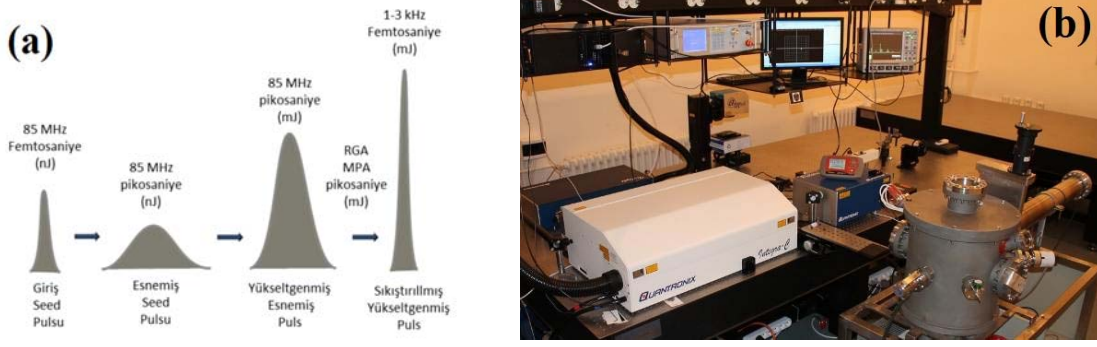 (a)
85 MHz
Femtosaniye
(nJ)
Giriş
Seed
Pulsu
85 MHz
pikosaniye
(nJ)
Esnemiş
Seed
Pulsu
85 MHz
pikosaniye
(mJ)
Yükseltgenmiş
Esnemiş
Puls
RGA
MPA
pikosaniye
(mJ)
1-3 kHz
Femtosaniye
(mJ)
Sıkıştırıllmış
Yükseltgenmiş
Puls
(b)
Integra-C
QUANTRONIX